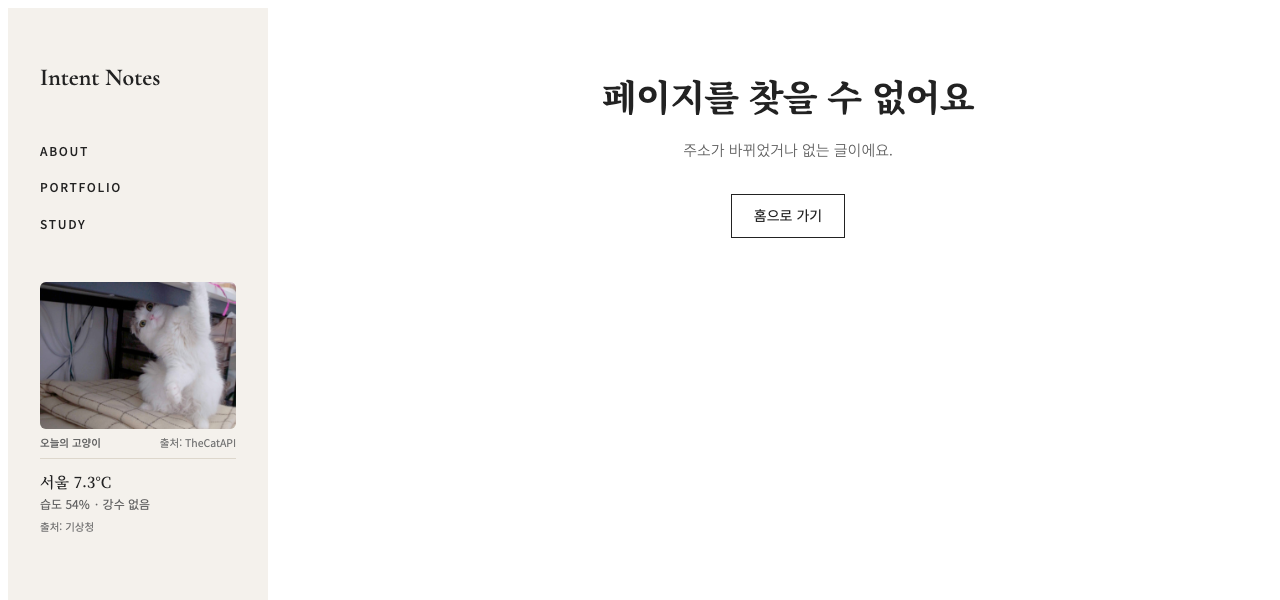 Intent Notes
ABOUT
PORTFOLIO
STUDY
오늘의 고양이 출처: TheCatAPI
서울 7.3°C
습도 54% · 강수 없음
출처: 기상청
페이지를 찾을 수 없어요
주소가 바뀌었거나 없는 글이에요.
홈으로 가기